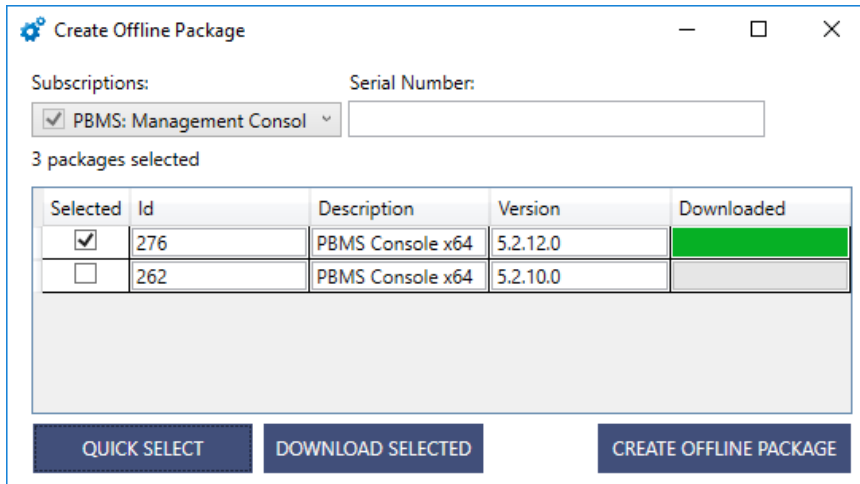 Create Offline Package
Subscriptions: Serial Number:
PBMS: Management Consol
3 packages selected
Selected Id Description Version Downloaded
276 PBMS Console x64 5.2.12.0
262 PBMS Console x64 5.2.10.0
QUICK SELECT DOWNLOAD SELECTED CREATE OFFLINE PACKAGE